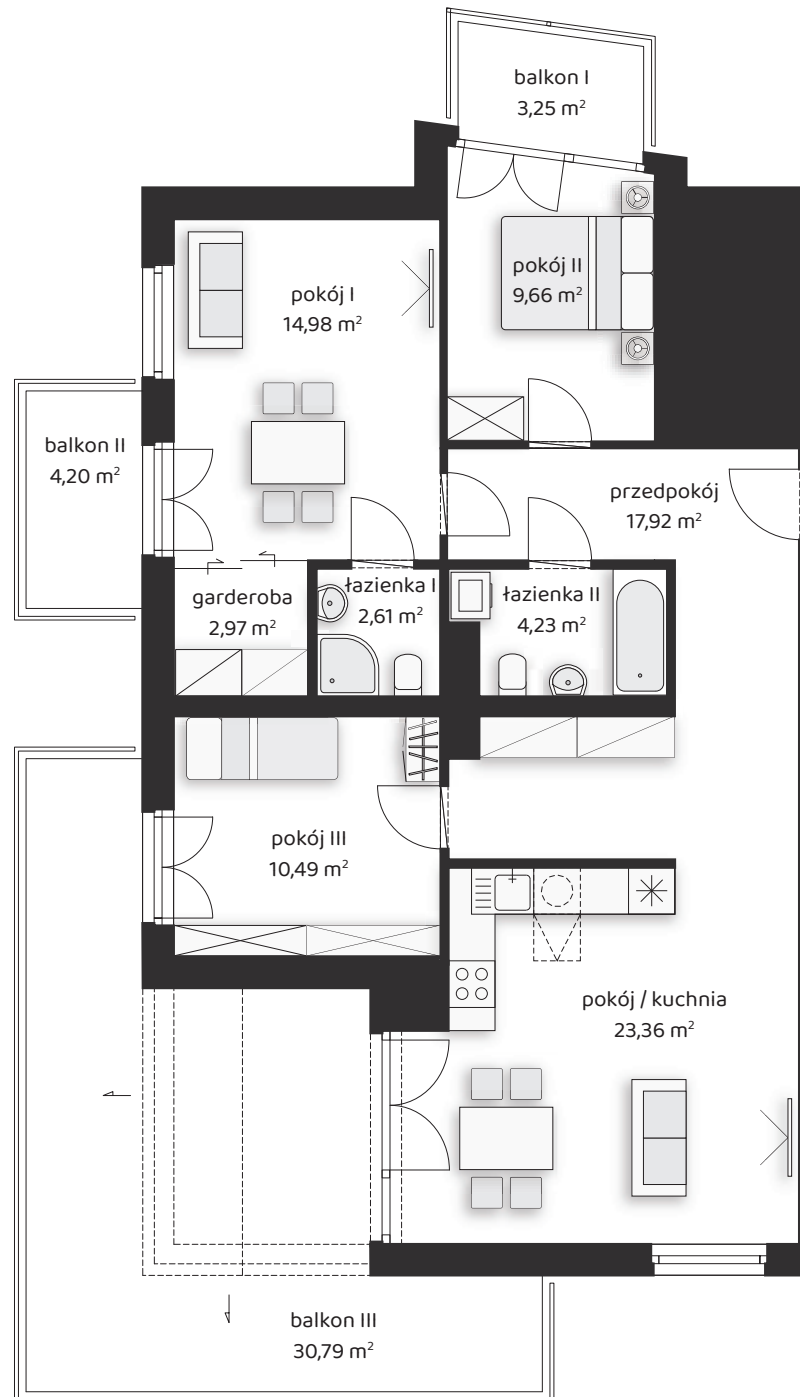 balkon I
3,25 m²
pokój II
9,66 m²
pokój I
14,98 m²
balkon II
4,20 m²
przedpokój
17,92 m²
garderoba
2,97 m²
łazienka I
2,61 m²
łazienka II
4,23 m²
pokój III
10,49 m²
pokój / kuchnia
23,36 m²
balkon III
30,79 m²